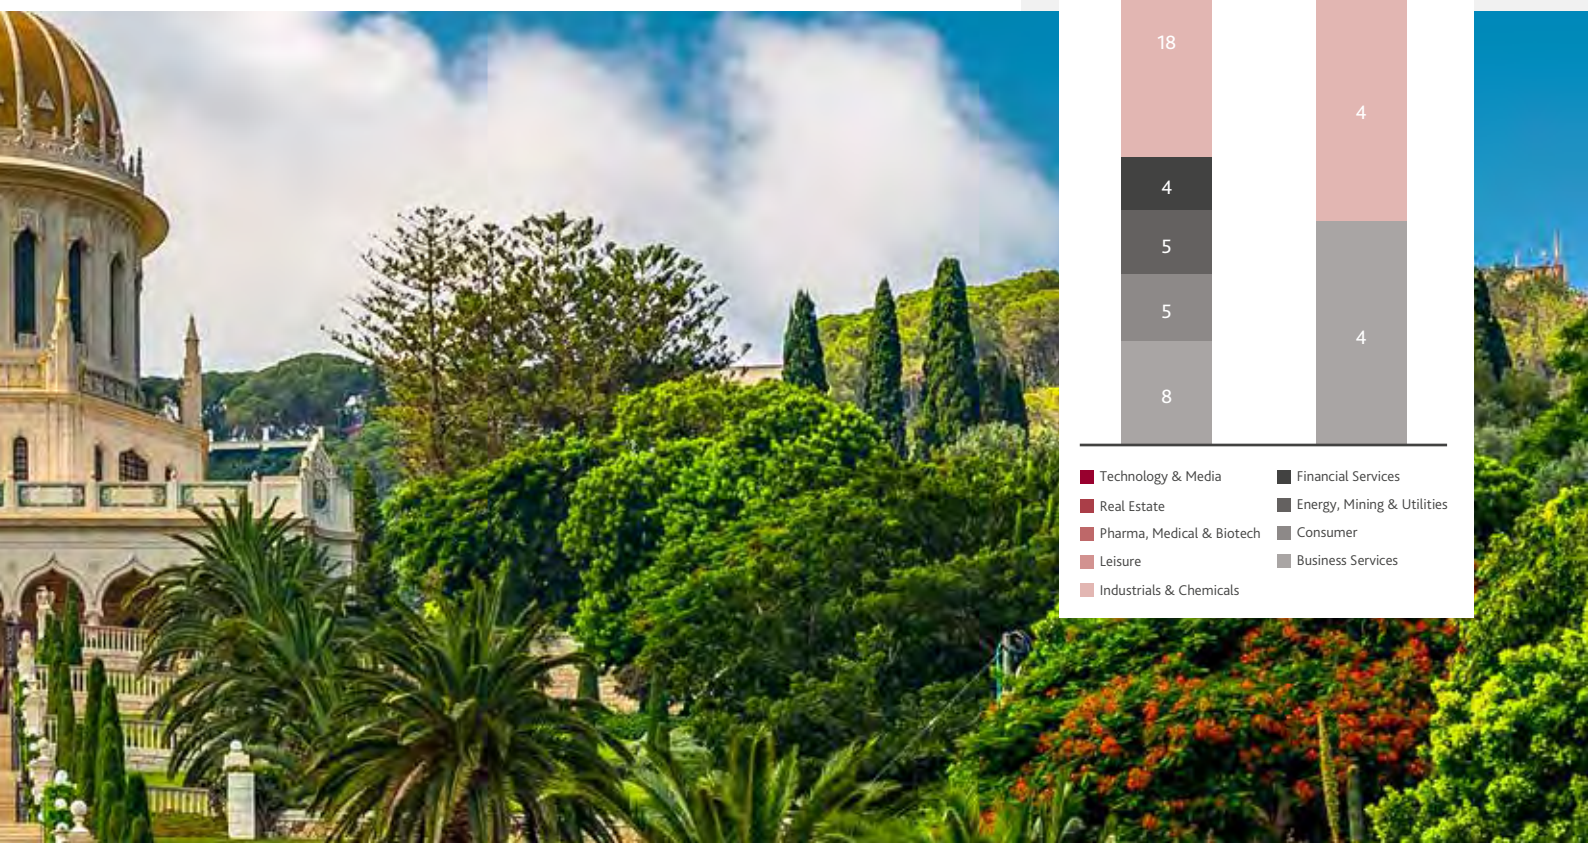 18
4
4
5
5
4
8
Technology & Media
Financial Services
Real Estate
Energy, Mining & Utilities
Pharma, Medical & Biotech
Consumer
Leisure
Business Services
Industrials & Chemicals